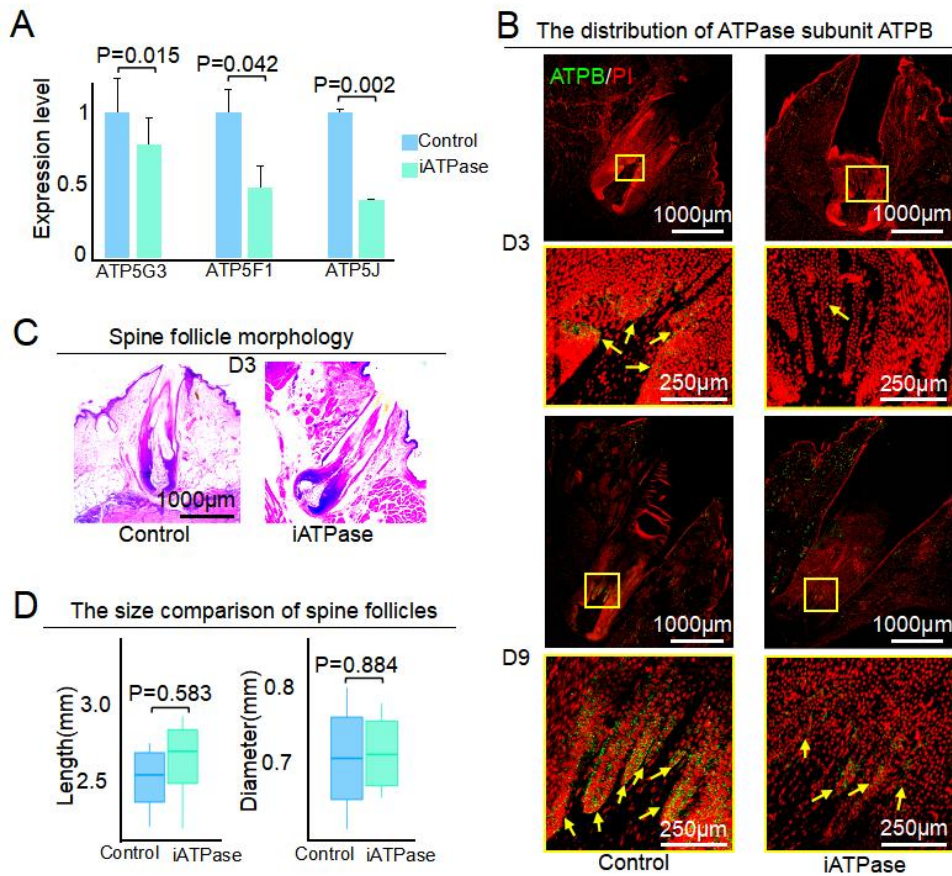 A
P=0.015
P=0.042
P=0.002
Expression level
1
0.5
0
Control
iATPase
ATP5G3 ATP5F1 ATP5J
B The distribution of ATPase subunit ATPB
ATPB/PI
1000μm
1000μm
D3
250μm
250μm
1000μm
1000μm
D9
250μm
250μm
Control
iATPase
C Spine follicle morphology
D3
1000μm
Control
iATPase
D The size comparison of spine follicles
Length(mm)
3.0
2.5
P=0.583
Control iATPase
Diameter(mm)
0.8
0.7
P=0.884
Control iATPase